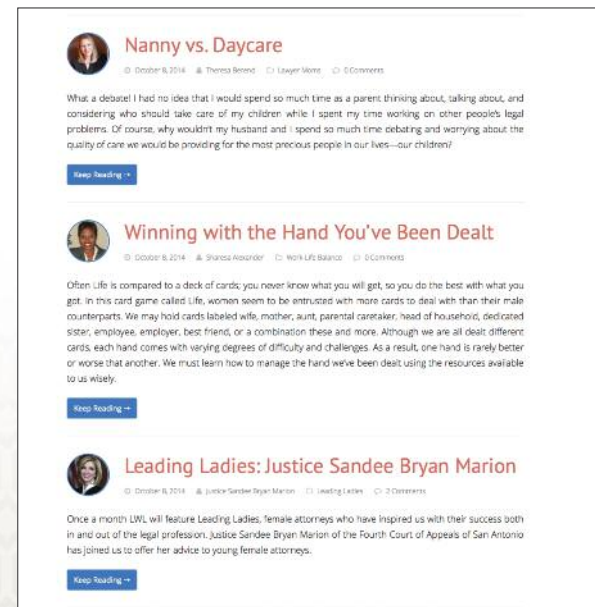 Nanny vs. Daycare
October 8, 2014 Theresa Berend Lawyer Moms 0 Comments
What a debate! I had no idea that I would spend so much time as a parent thinking about, talking about, and
considering who should take care of my children while I spent my time working on other people's legal
problems. Of course, why wouldn't my husband and I spend so much time debating and worrying about the
quality of care we would be providing for the most precious people in our lives—our children?
Keep Reading →
Winning with the Hand You've Been Dealt
October 8, 2014 Sharesa Alexander Work-Life Balance 0 Comments
Often Life is compared to a deck of cards; you never know what you will get, so you do the best with what you
got. In this card game called Life, women seem to be entrusted with more cards to deal with than their male
counterparts. We may hold cards labeled wife, mother, aunt, parental caretaker, head of household, dedicated
sister, employee, employer, best friend, or a combination these and more. Although we are all dealt different
cards, each hand comes with varying degrees of difficulty and challenges. As a result, one hand is rarely better
or worse that another. We must learn how to manage the hand we've been dealt using the resources available
to us wisely.
Keep Reading →
Leading Ladies: Justice Sandee Bryan Marion
October 8, 2014 Justice Sandee Bryan Marion Leading Ladies 2 Comments
Once a month LWL will feature Leading Ladies, female attorneys who have inspired us with their success both
in and out of the legal profession. Justice Sandee Bryan Marion of the Fourth Court of Appeals of San Antonio
has joined us to offer her advice to young female attorneys.
Keep Reading →